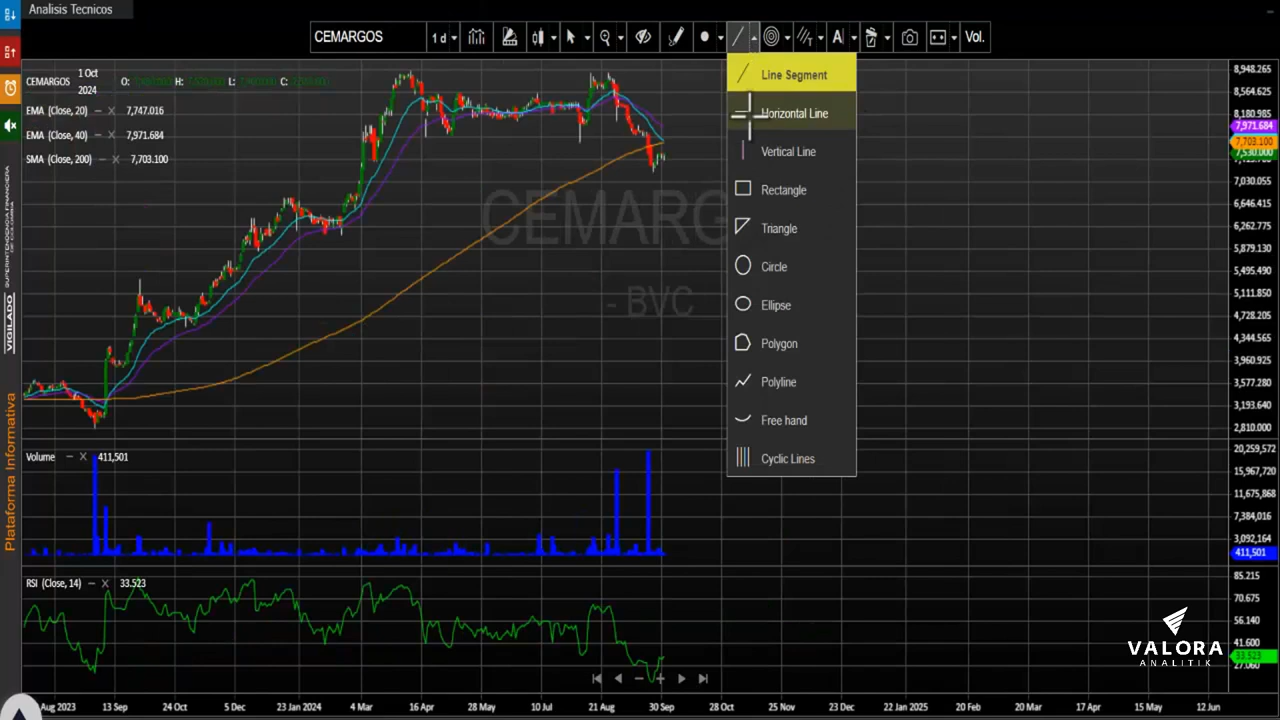 Analisis Tecnicos
CEMARGOS
1 d
Vol.
CEMARGOS
1 Oct
2024
O:
H:
L:
C:
EMA (Close, 20)
7,747.016
EMA (Close, 40)
7,971.684
SMA (Close, 200)
7,703.100
CEMARG
- BVC
Line Segment
Horizontal Line
Vertical Line
Rectangle
Triangle
Circle
Ellipse
Polygon
Polyline
Free hand
Cyclic Lines
8,948.265
8,180.985
7,971.684
7,703.100
7,530.000
7,030.055
6,646.415
6,262.775
5,879.130
5,495.490
5,111.850
4,728.205
4,344.565
3,960.925
3,577.280
3,193.640
2,810.000
Volume
411,501
20,259,572
15,967,720
11,675,868
7,384,016
3,092,164
411,501
RSI (Close, 14)
33.523
85.215
70.675
56.140
41.600
33.523
27.060
Aug 2023
13 Sep
24 Oct
5 Dec
23 Jan 2024
4 Mar
16 Apr
28 May
10 Jul
21 Aug
30 Sep
28 Oct
25 Nov
23 Dec
22 Jan 2025
20 Feb
20 Mar
17 Apr
15 May
12 Jun
VIGILADO
SUPERINTENDENCIA FINANCIERA
Plataforma Informativa
VALORA
ANALITIK